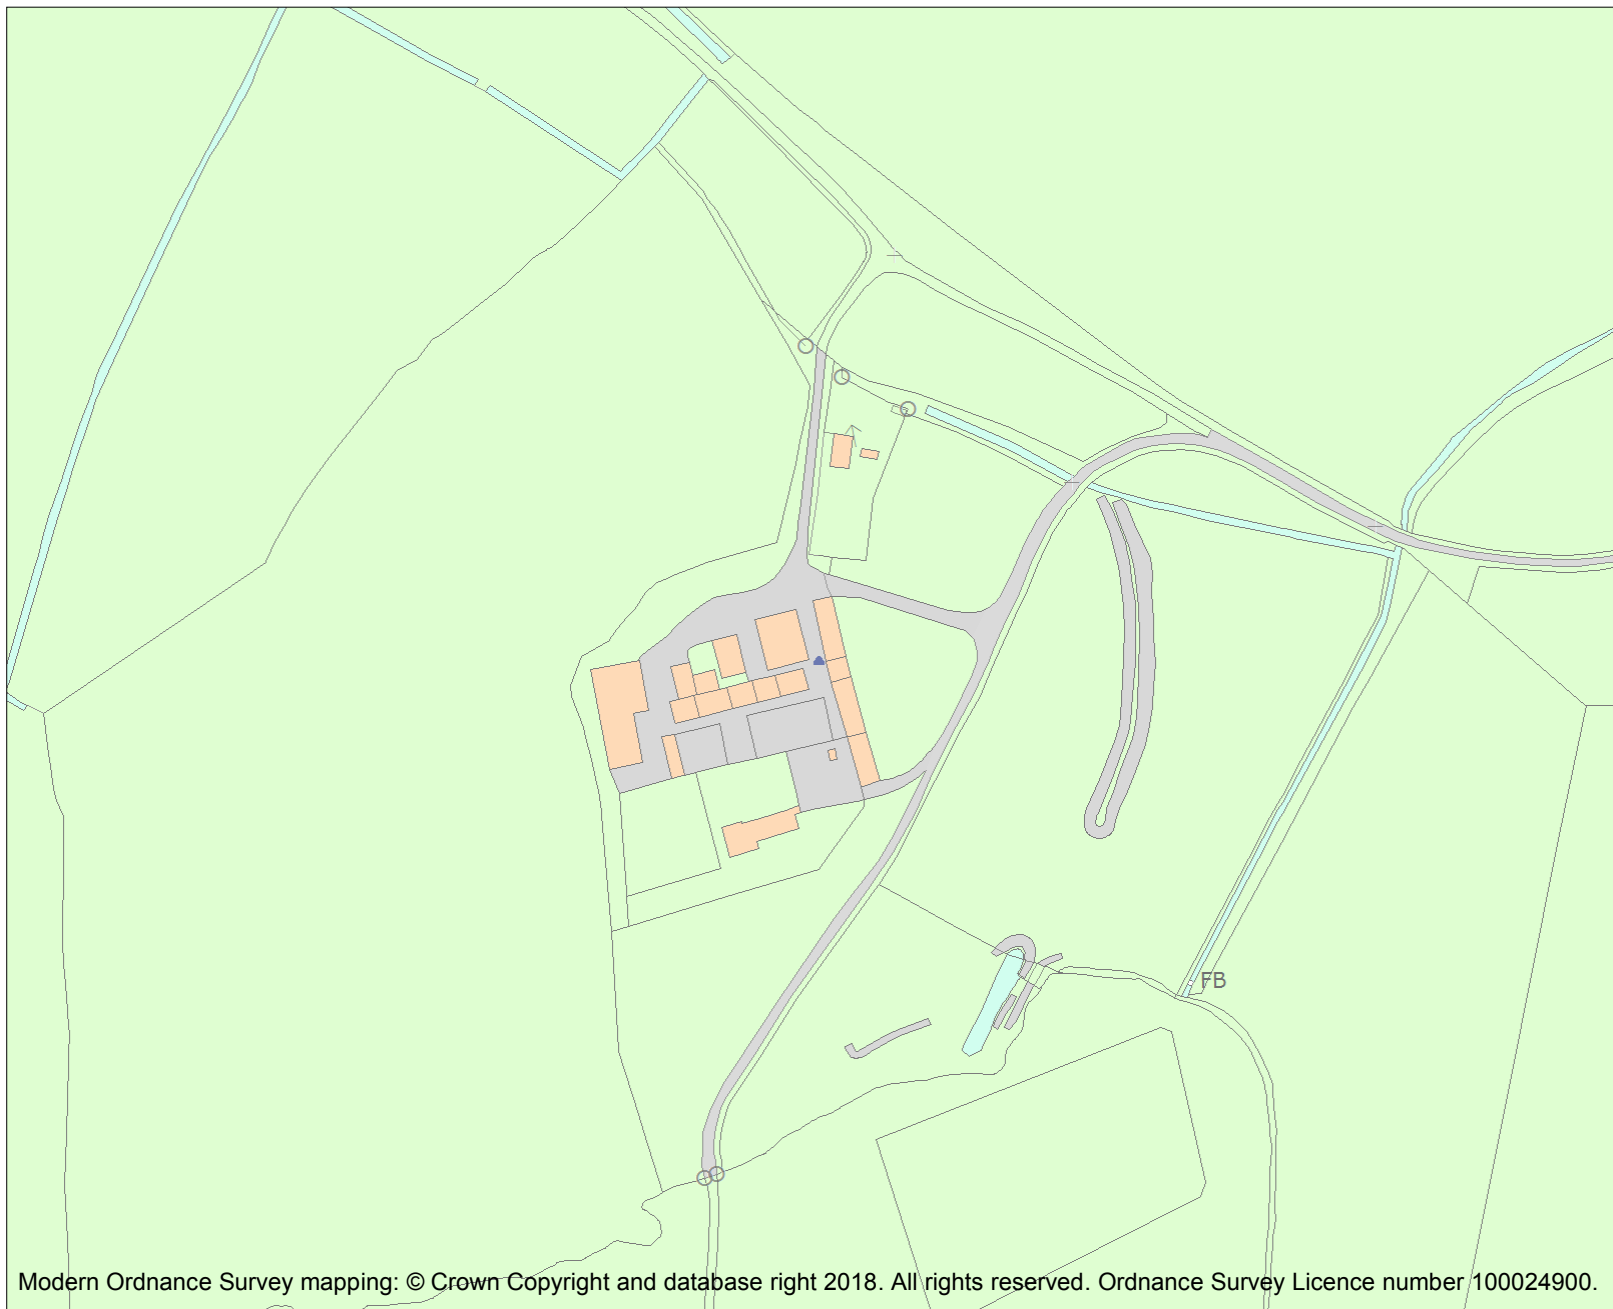 FB
Modern Ordnance Survey mapping: © Crown Copyright and database right 2018. All rights reserved. Ordnance Survey Licence number 100024900.